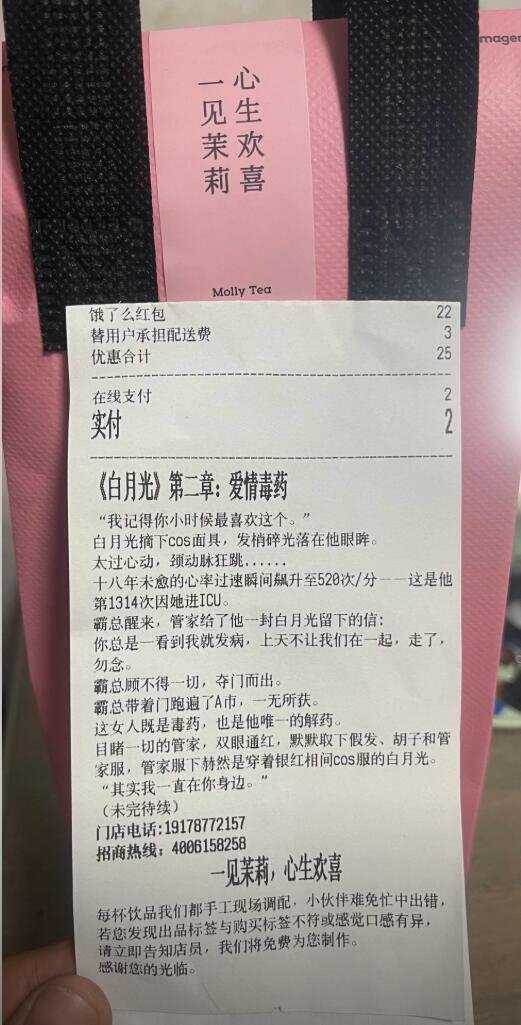 mager
心生欢喜
一见茉莉
Molly Tea
饿了么红包 22
替用户承担配送费 3
优惠合计 25
在线支付 2
实付 2
《白月光》第二章：爱情毒药
“我记得你小时候最喜欢这个。”
白月光摘下cos面具，发梢碎光落在他眼眸。
太过心动，颈动脉狂跳......
十八年未愈的心率过速瞬间飙升至520次/分——这是他
第1314次因她进ICU。
霸总醒来，管家给了他一封白月光留下的信:
你总是一看到我就发病，上天不让我们在一起，走了，
勿念。
霸总顾不得一切，夺门而出。
霸总带着门跑遍了A市，一无所获。
这女人既是毒药，也是他唯一的解药。
目睹一切的管家，双眼通红，默默取下假发、胡子和管
家服，管家服下赫然是穿着银红相间cos服的白月光。
“其实我一直在你身边。”
（未完待续）
门店电话:19178772157
招商热线：4006158258
一见茉莉，心生欢喜
每杯饮品我们都手工现场调配，小伙伴难免忙中出错，
若您发现出品标签与购买标签不符或感觉口感有异，
请立即告知店员，我们将免费为您制作。
感谢您的光临。